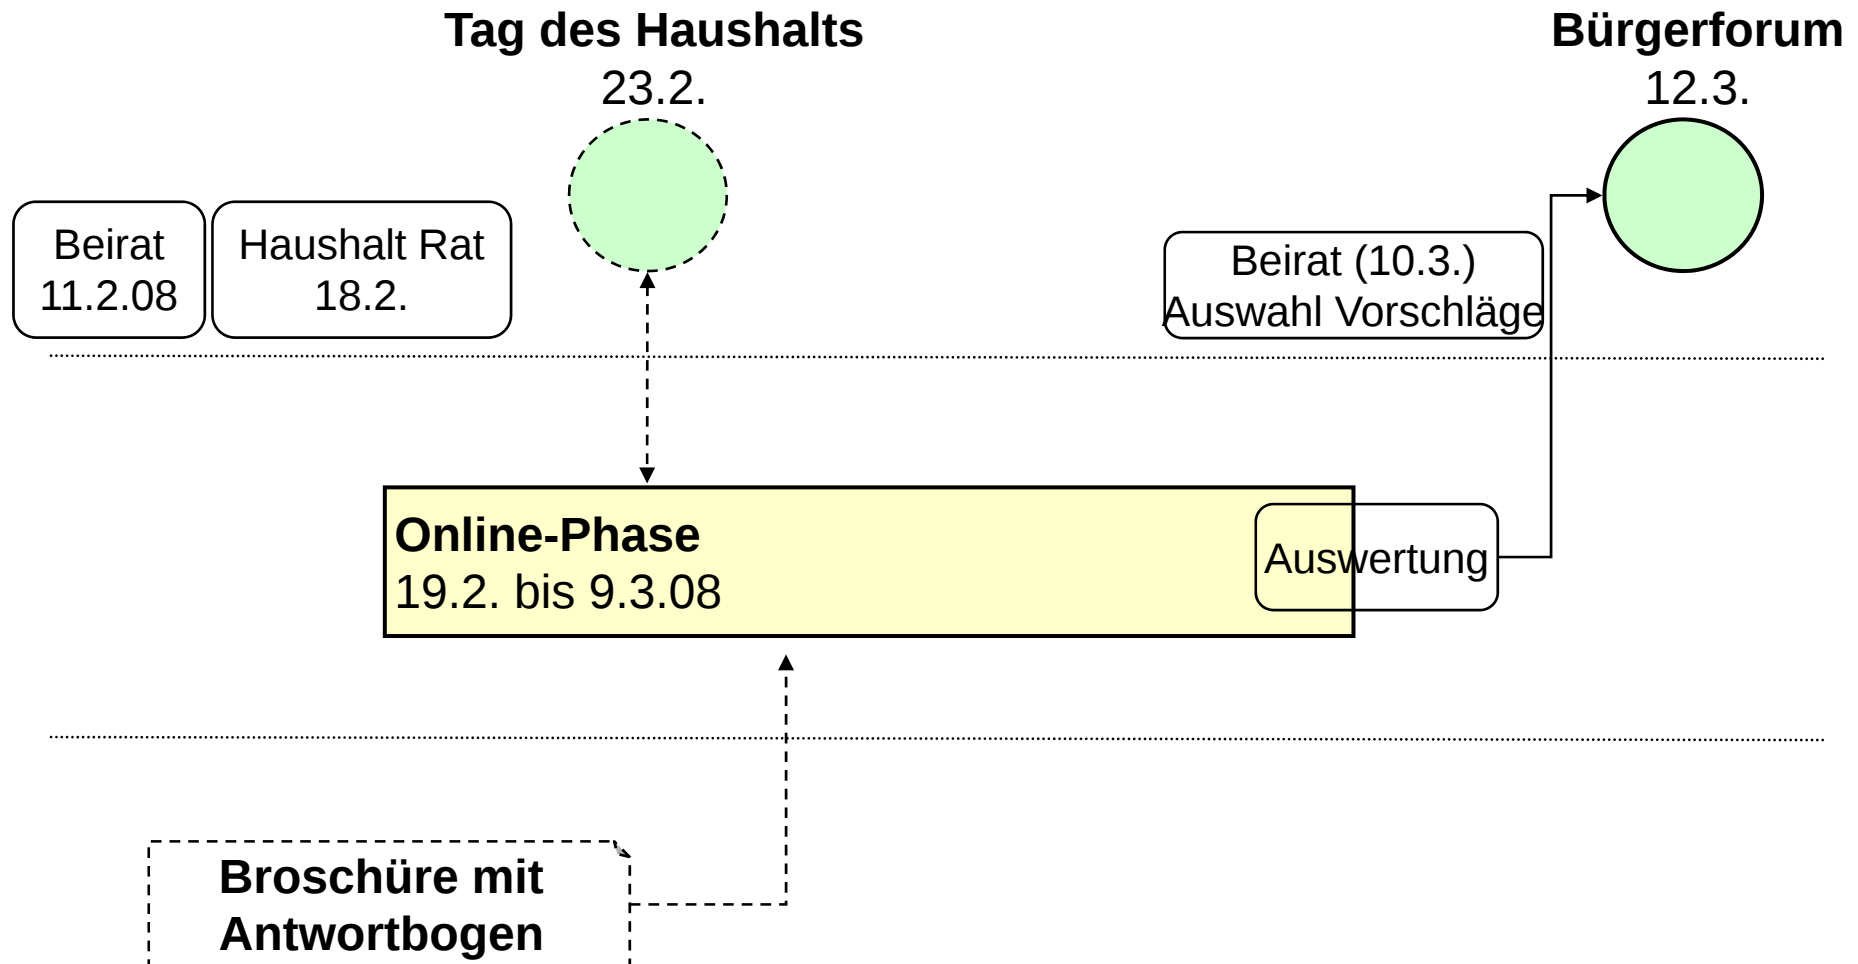 Tag des Haushalts
23.2.
Bürgerforum
12.3.
Beirat
11.2.08
Haushalt Rat
18.2.
Beirat (10.3.)
Auswahl Vorschläge
Online-Phase
19.2. bis 9.3.08
Auswertung
Broschüre mit
Antwortbogen